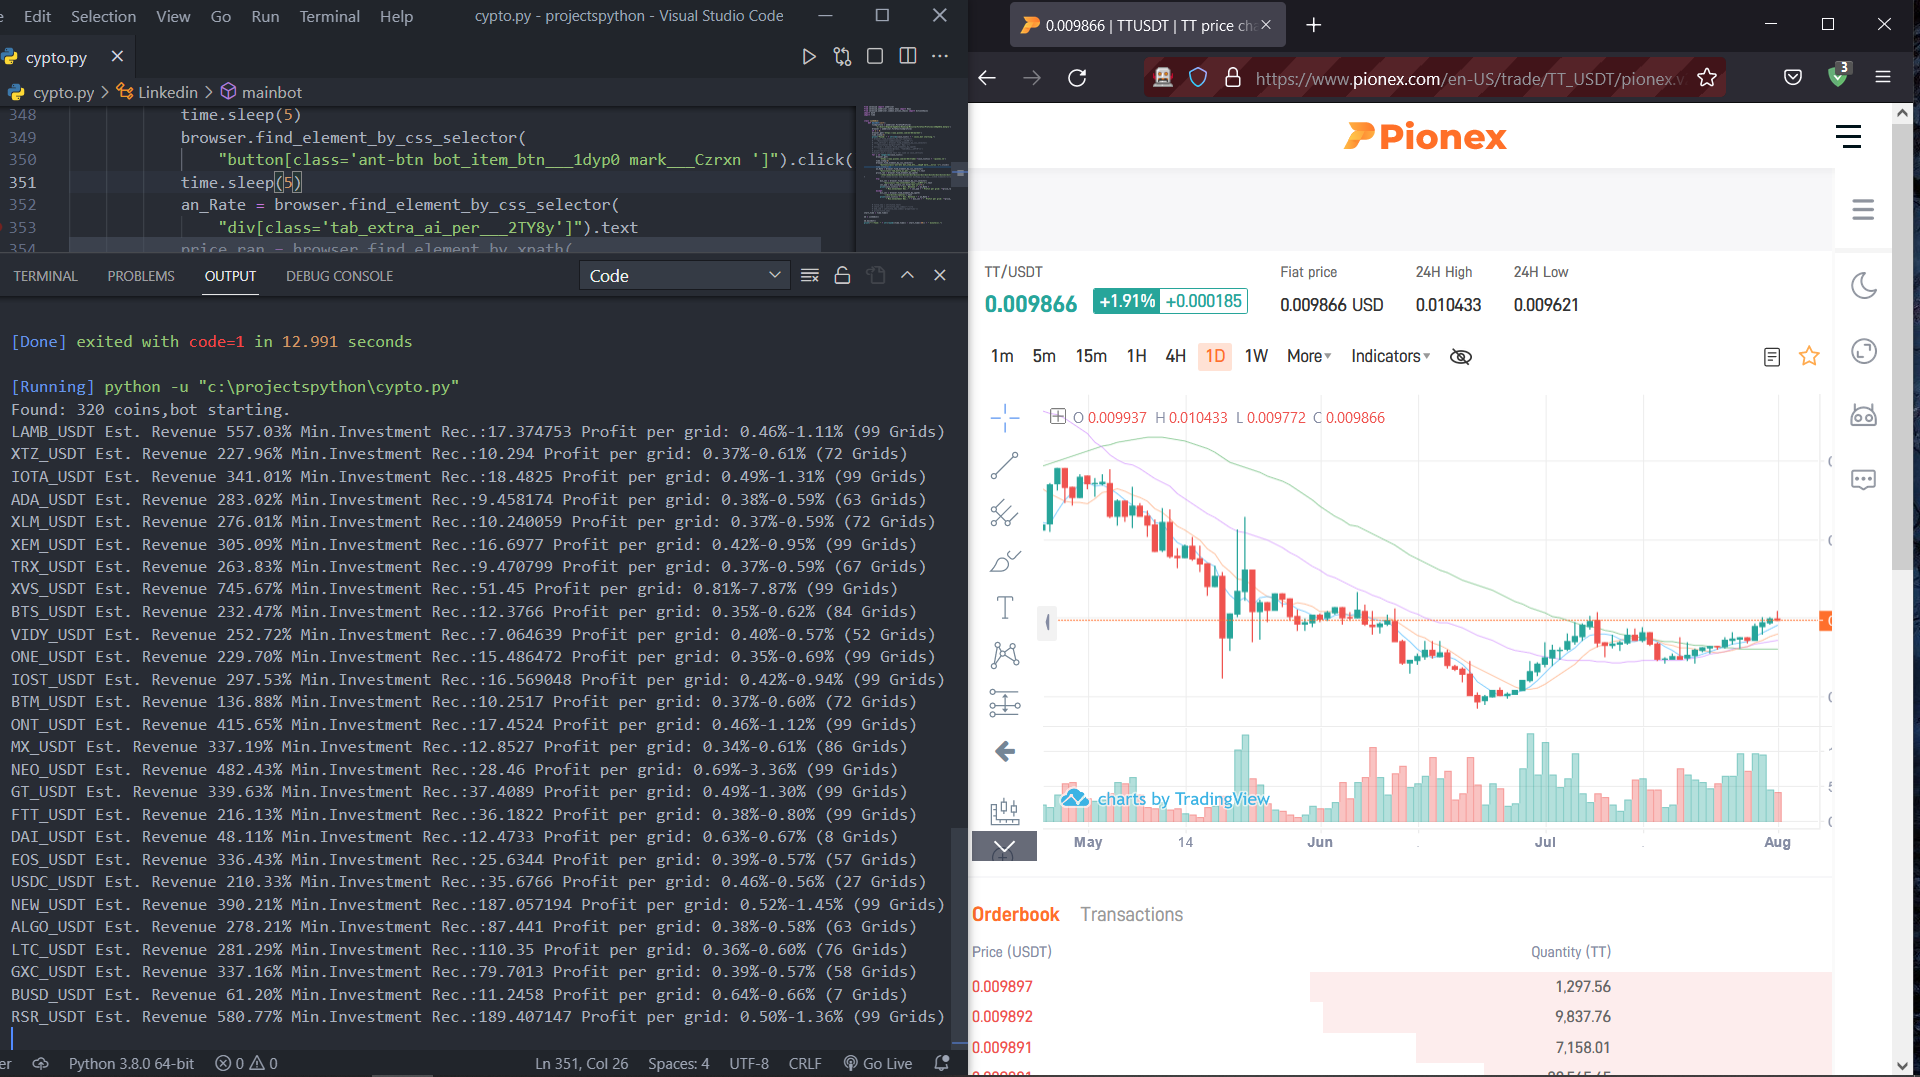 Edit Selection View Go Run Terminal Help cypto.py - projectspython - Visual Studio Code
cypto.py
cypto.py > Linkedin > mainbot
348 time.sleep(5)
349 browser.find_element_by_css_selector(
350 "button[class='ant-btn bot_item_btn___1dyp0 mark___Czrxn ']").click(
351 time.sleep(5)
352 an_Rate = browser.find_element_by_css_selector(
353 "div[class='tab_extra_ai_per___2TY8y']").text
354 price_ran = browser.find_element_by_xpath(
TERMINAL PROBLEMS OUTPUT DEBUG CONSOLE Code
[Done] exited with code=1 in 12.991 seconds
[Running] python -u "c:\projectspython\cypto.py"
Found: 320 coins,bot starting.
LAMB_USDT Est. Revenue 557.03% Min.Investment Rec.:17.374753 Profit per grid: 0.46%-1.11% (99 Grids)
XTZ_USDT Est. Revenue 227.96% Min.Investment Rec.:10.294 Profit per grid: 0.37%-0.61% (72 Grids)
IOTA_USDT Est. Revenue 341.01% Min.Investment Rec.:18.4825 Profit per grid: 0.49%-1.31% (99 Grids)
ADA_USDT Est. Revenue 283.02% Min.Investment Rec.:9.458174 Profit per grid: 0.38%-0.59% (63 Grids)
XLM_USDT Est. Revenue 276.01% Min.Investment Rec.:10.240059 Profit per grid: 0.37%-0.59% (72 Grids)
XEM_USDT Est. Revenue 305.09% Min.Investment Rec.:16.6977 Profit per grid: 0.42%-0.95% (99 Grids)
TRX_USDT Est. Revenue 263.83% Min.Investment Rec.:9.470799 Profit per grid: 0.37%-0.59% (67 Grids)
XVS_USDT Est. Revenue 745.67% Min.Investment Rec.:51.45 Profit per grid: 0.81%-7.87% (99 Grids)
BTS_USDT Est. Revenue 232.47% Min.Investment Rec.:12.3766 Profit per grid: 0.35%-0.62% (84 Grids)
VIDY_USDT Est. Revenue 252.72% Min.Investment Rec.:7.064639 Profit per grid: 0.40%-0.57% (52 Grids)
ONE_USDT Est. Revenue 229.70% Min.Investment Rec.:15.486472 Profit per grid: 0.35%-0.69% (99 Grids)
IOST_USDT Est. Revenue 297.53% Min.Investment Rec.:16.569048 Profit per grid: 0.42%-0.94% (99 Grids)
BTM_USDT Est. Revenue 136.88% Min.Investment Rec.:10.2517 Profit per grid: 0.37%-0.60% (72 Grids)
ONT_USDT Est. Revenue 415.65% Min.Investment Rec.:17.4524 Profit per grid: 0.46%-1.12% (99 Grids)
MX_USDT Est. Revenue 337.19% Min.Investment Rec.:12.8527 Profit per grid: 0.34%-0.61% (86 Grids)
NEO_USDT Est. Revenue 482.43% Min.Investment Rec.:28.46 Profit per grid: 0.69%-3.36% (99 Grids)
GT_USDT Est. Revenue 339.63% Min.Investment Rec.:37.4089 Profit per grid: 0.49%-1.30% (99 Grids)
FTT_USDT Est. Revenue 216.13% Min.Investment Rec.:36.1822 Profit per grid: 0.38%-0.80% (99 Grids)
DAI_USDT Est. Revenue 48.11% Min.Investment Rec.:12.4733 Profit per grid: 0.63%-0.67% (8 Grids)
EOS_USDT Est. Revenue 336.43% Min.Investment Rec.:25.6344 Profit per grid: 0.39%-0.57% (57 Grids)
USDC_USDT Est. Revenue 210.33% Min.Investment Rec.:35.6766 Profit per grid: 0.46%-0.56% (27 Grids)
NEW_USDT Est. Revenue 390.21% Min.Investment Rec.:187.057194 Profit per grid: 0.52%-1.45% (99 Grids)
ALGO_USDT Est. Revenue 278.21% Min.Investment Rec.:87.441 Profit per grid: 0.38%-0.58% (63 Grids)
LTC_USDT Est. Revenue 281.29% Min.Investment Rec.:110.35 Profit per grid: 0.36%-0.60% (76 Grids)
GXC_USDT Est. Revenue 337.16% Min.Investment Rec.:79.7013 Profit per grid: 0.39%-0.57% (58 Grids)
BUSD_USDT Est. Revenue 61.20% Min.Investment Rec.:11.2458 Profit per grid: 0.64%-0.66% (7 Grids)
RSR_USDT Est. Revenue 580.77% Min.Investment Rec.:189.407147 Profit per grid: 0.50%-1.36% (99 Grids)
er Python 3.8.0 64-bit 0 0 Ln 351, Col 26 Spaces: 4 UTF-8 CRLF Go Live
0.009866 | TTUSDT | TT price cha
https://www.pionex.com/en-US/trade/TT_USDT/pionex.v 3
Pionex
TT/USDT Fiat price 24H High 24H Low
0.009866 +1.91% +0.000185 0.009866 USD 0.010433 0.009621
1m 5m 15m 1H 4H 1D 1W More Indicators
O 0.009937 H 0.010433 L 0.009772 C 0.009866
charts by TradingView
May 14 Jun Jul Aug
Orderbook Transactions
Price (USDT) Quantity (TT)
0.009897 1,297.56
0.009892 9,837.76
0.009891 7,158.01